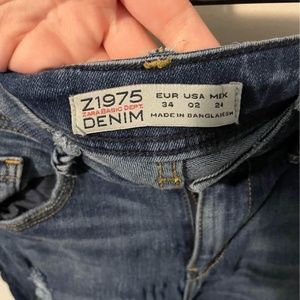 Z1975
ZARA BASIC DEPT.
DENIM
EUR USA MEX
34 02 24
MADE IN BANGLADESH